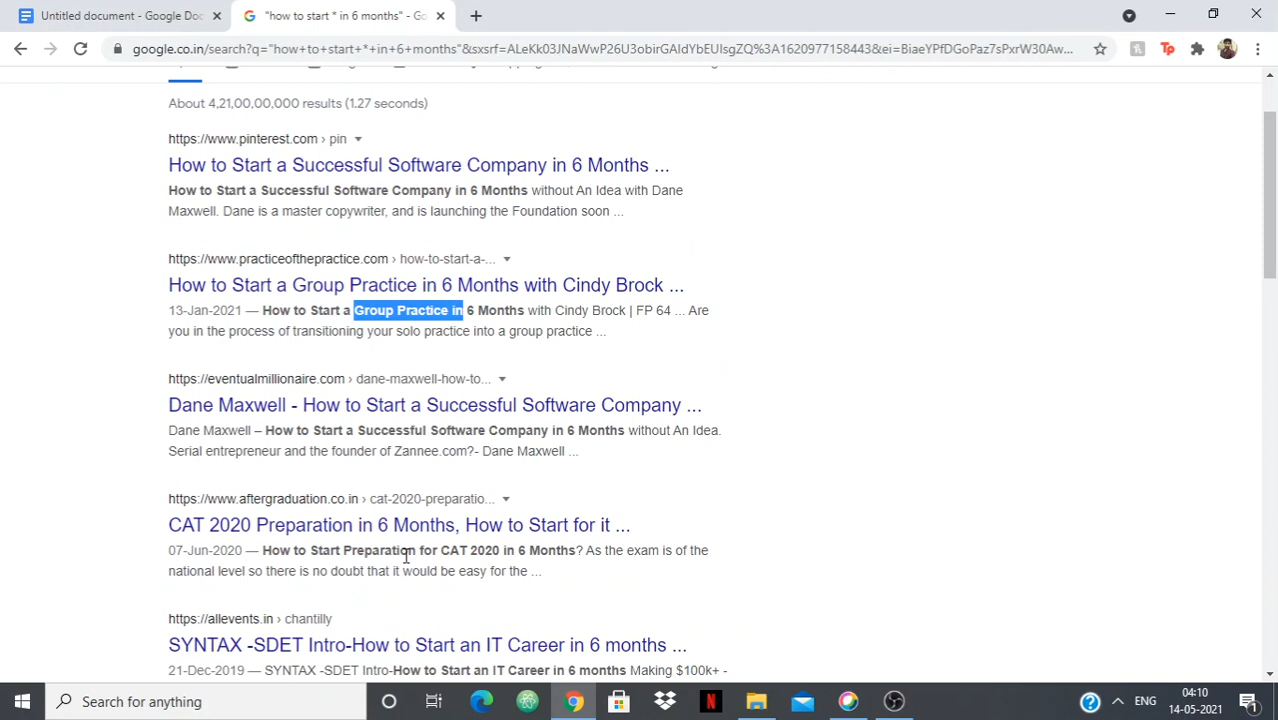 Untitled document - Google Doc
"how to start * in 6 months" - Go
google.co.in/search?q="how+to+start+*+in+6+months"&sxsrf=ALeKk03JNaWwP26U3obirGAIdYbEUIsgZQ%3A1620977158443&ei=BiaeYPfDGoPaz7sPxrW30Aw...
About 4,21,00,00,000 results (1.27 seconds)
https://www.pinterest.com › pin
How to Start a Successful Software Company in 6 Months ...
How to Start a Successful Software Company in 6 Months without An Idea with Dane
Maxwell. Dane is a master copywriter, and is launching the Foundation soon ...
https://www.practiceofthepractice.com › how-to-start-a-...
How to Start a Group Practice in 6 Months with Cindy Brock ...
13-Jan-2021 — How to Start a Group Practice in 6 Months with Cindy Brock | FP 64 ... Are
you in the process of transitioning your solo practice into a group practice ...
https://eventualmillionaire.com › dane-maxwell-how-to...
Dane Maxwell - How to Start a Successful Software Company ...
Dane Maxwell – How to Start a Successful Software Company in 6 Months without An Idea.
Serial entrepreneur and the founder of Zannee.com?- Dane Maxwell ...
https://www.aftergraduation.co.in › cat-2020-preparatio...
CAT 2020 Preparation in 6 Months, How to Start for it ...
07-Jun-2020 — How to Start Preparation for CAT 2020 in 6 Months? As the exam is of the
national level so there is no doubt that it would be easy for the ...
https://allevents.in › chantilly
SYNTAX -SDET Intro-How to Start an IT Career in 6 months ...
21-Dec-2019 — SYNTAX -SDET Intro-How to Start an IT Career in 6 months Making $100k+ -
Search for anything
ENG
04:10
14-05-2021